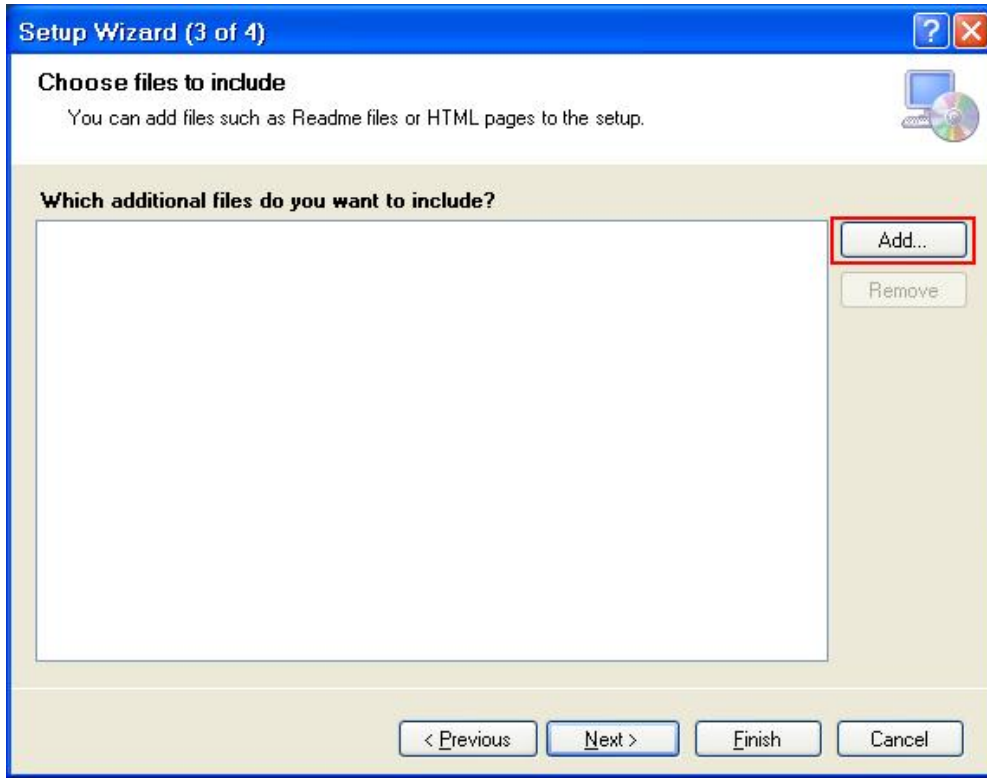 Setup Wizard (3 of 4)
?
Choose files to include
You can add files such as Readme files or HTML pages to the setup.
Which additional files do you want to include?
Add...
Remove
< Previous
Next >
Finish
Cancel